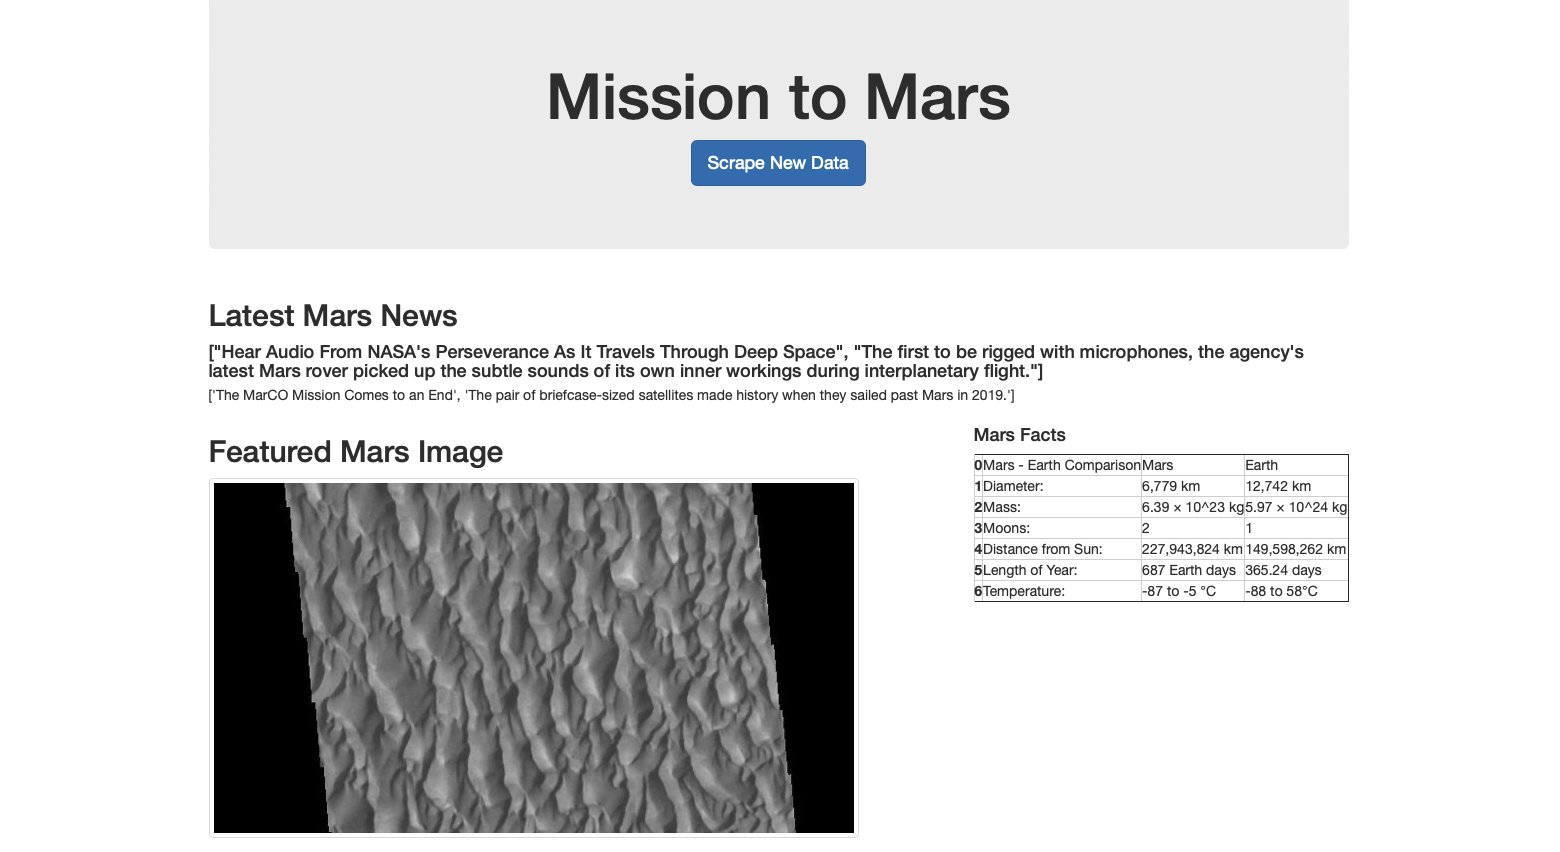 Mission to Mars
Scrape New Data
Latest Mars News
["Hear Audio From NASA's Perseverance As It Travels Through Deep Space", "The first to be rigged with microphones, the agency's
latest Mars rover picked up the subtle sounds of its own inner workings during interplanetary flight."]
['The MarCO Mission Comes to an End', 'The pair of briefcase-sized satellites made history when they sailed past Mars in 2019.']
Featured Mars Image
Mars Facts
0 Mars - Earth Comparison Mars Earth
1 Diameter: 6,779 km 12,742 km
2 Mass: 6.39 × 10^23 kg 5.97 × 10^24 kg
3 Moons: 2 1
4 Distance from Sun: 227,943,824 km 149,598,262 km
5 Length of Year: 687 Earth days 365.24 days
6 Temperature: -87 to -5 °C -88 to 58°C